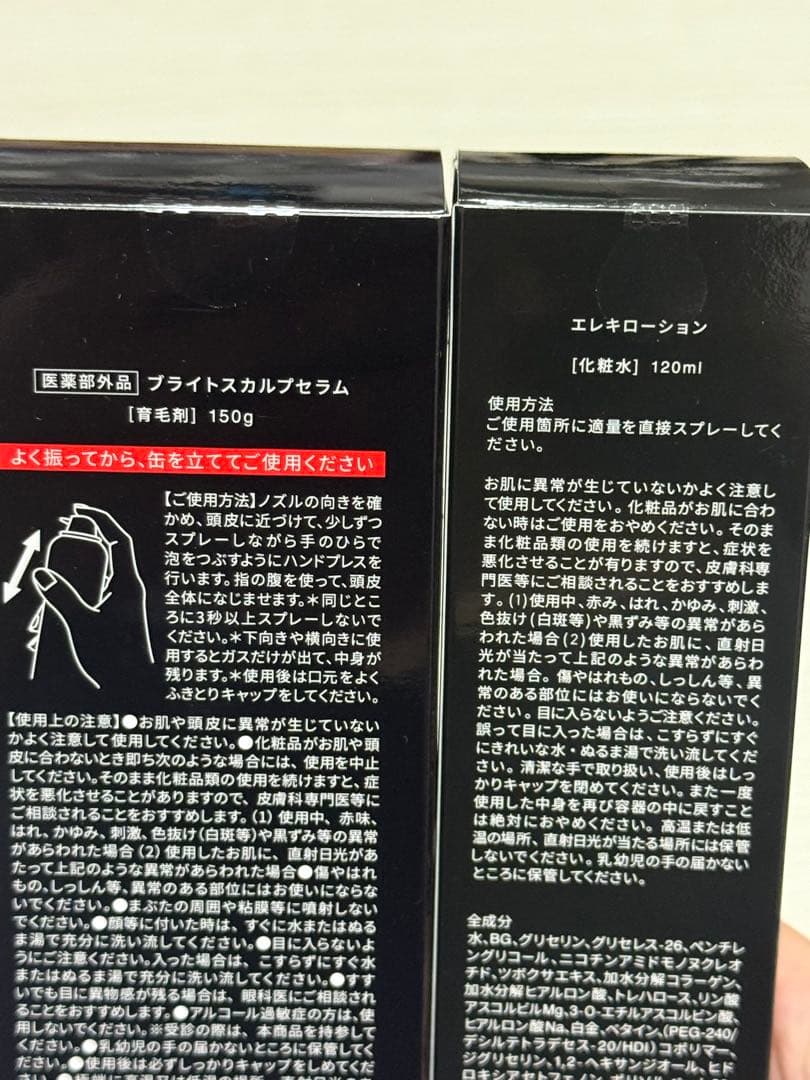 医薬部外品 ブライトスカルプセラム
[育毛剤] 150g
よく振ってから、缶を立ててご使用ください
【ご使用方法】ノズルの向きを確
かめ、頭皮に近づけて、少しずつ
スプレーしながら手のひらで
泡をつぶすようにハンドプレスを
行います。指の腹を使って、頭皮
全体になじませます。＊同じとこ
ろに3秒以上スプレーしないで
ください。＊下向きや横向きに使
用するとガスだけが出て、中身が
残ります。＊使用後は口元をよく
ふきとりキャップをしてください。
【使用上の注意】●お肌や頭皮に異常が生じていない
かよく注意して使用してください。●化粧品がお肌や頭
皮に合わないとき即ち次のような場合には、使用を中止
してください。そのまま化粧品類の使用を続けますと、症
状を悪化させることがありますので、皮膚科専門医等に
ご相談されることをおすすめします。(1) 使用中、赤味、
はれ、かゆみ、刺激、色抜け(白斑等)や黒ずみ等の異常
があらわれた場合(2) 使用したお肌に、直射日光があ
たって上記のような異常があらわれた場合●傷やはれ
もの、しっしん等、異常のある部位にはお使いにならな
いでください。●まぶたの周囲や粘膜等に噴射しない
でください。●顔等に付いた時は、すぐに水またはぬる
ま湯で充分に洗い流してください。●目に入らないよ
うにご注意ください。入った場合は、こすらずにすぐ水
またはぬるま湯で充分に洗い流してください。●すす
いでも目に異物感が残る場合は、眼科医にご相談され
ることをおすすめします。●アルコール過敏症の方は、使
用しないでください。※受診の際は、本商品を持参して
ください。●乳幼児の手の届かないところに保管してく
ださい。●使用後は必ずしっかりキャップをしめてくだ
さい。●極端に高温又は低温の場所、直射日光のあ
エレキローション
[化粧水] 120ml
使用方法
ご使用箇所に適量を直接スプレーしてく
ださい。
お肌に異常が生じていないかよく注意し
て使用してください。化粧品がお肌に合わ
ない時はご使用をおやめください。そのま
ま化粧品類の使用を続けますと、症状を
悪化させることが有りますので、皮膚科専
門医等にご相談されることをおすすめしま
す。(1)使用中、赤み、はれ、かゆみ、刺激、
色抜け(白斑等)や黒ずみ等の異常があら
われた場合(2)使用したお肌に、直射日
光が当たって上記のような異常があらわ
れた場合。傷やはれもの、しっしん等、異
常のある部位にはお使いにならないでく
ださい。目に入らないようご注意ください。
誤って目に入った場合は、こすらずにすぐ
にきれいな水・ぬるま湯で洗い流してくだ
さい。清潔な手で取り扱い、使用後はしっ
かりキャップを閉めてください。また一度
使用した中身を再び容器の中に戻すこと
は絶対におやめください。高温または低
温の場所、直射日光が当たる場所には保管
しないでください。乳幼児の手の届かない
ところに保管してください。
全成分
水、BG、グリセリン、グリセレス-26、ペンチレ
ングリコール、ニコチンアミドモノヌクレオ
チド、ツボクサエキス、加水分解コラーゲン、
加水分解ヒアルロン酸、トレハロース、リン酸
アスコルビルMg、3-O-エチルアスコルビン酸、
ヒアルロン酸Na、白金、ベタイン、(PEG-240/
デシルテトラデセス-20/HDI)コポリマー、
ジグリセリン、1,2-ヘキサンジオール、ヒド
ロキシアセトフェノン、